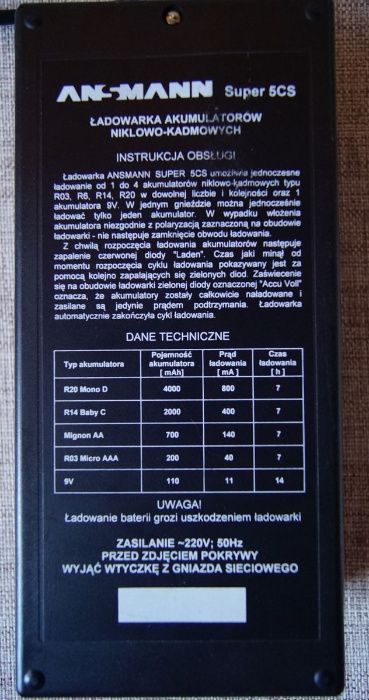 ANSMANN Super 5CS
ŁADOWARKA AKUMULATORÓW
NIKLOWO-KADMOWYCH
INSTRUKCJA OBSŁUGI
Ładowarka ANSMANN SUPER 5CS umożliwia jednoczesne
ładowanie od 1 do 4 akumulatorów niklowo-kadmowych typu
R03, R6, R14, R20 w dowolnej liczbie i kolejności oraz 1
akumulatora 9V. W jednym gnieździe można jednocześnie
ładować tylko jeden akumulator. W wypadku włożenia
akumulatora niezgodnie z polaryzacją zaznaczoną na obudowie
ładowarki - nie następuje zamknięcie obwodu ładowania.
Z chwilą rozpoczęcia ładowania akumulatorów następuje
zapalenie czerwonej diody "Laden". Czas jaki minął od
momentu rozpoczęcia cyklu ładowania pokazywany jest za
pomocą kolejno zapalających się zielonych diod. Zaświecenie
się na obudowie ładowarki zielonej diody oznaczonej "Accu Voll"
oznacza, że akumulatory zostały całkowicie naładowane i
zasilane są jedynie prądem podtrzymania. Ładowarka
automatycznie zakończyła cykl ładowania.
DANE TECHNICZNE
Typ akumulatora Pojemność akumulatora [ mAh] Prąd ładowania [ mA ] Czas ładowania [ h ]
R20 Mono D 4000 800 7
R14 Baby C 2000 400 7
Mignon AA 700 140 7
R03 Micro AAA 200 40 7
9V 110 11 14
UWAGA!
Ładowanie baterii grozi uszkodzeniem ładowarki
ZASILANIE ~220V; 50Hz
PRZED ZDJĘCIEM POKRYWY
WYJĄĆ WTYCZKĘ Z GNIAZDA SIECIOWEGO